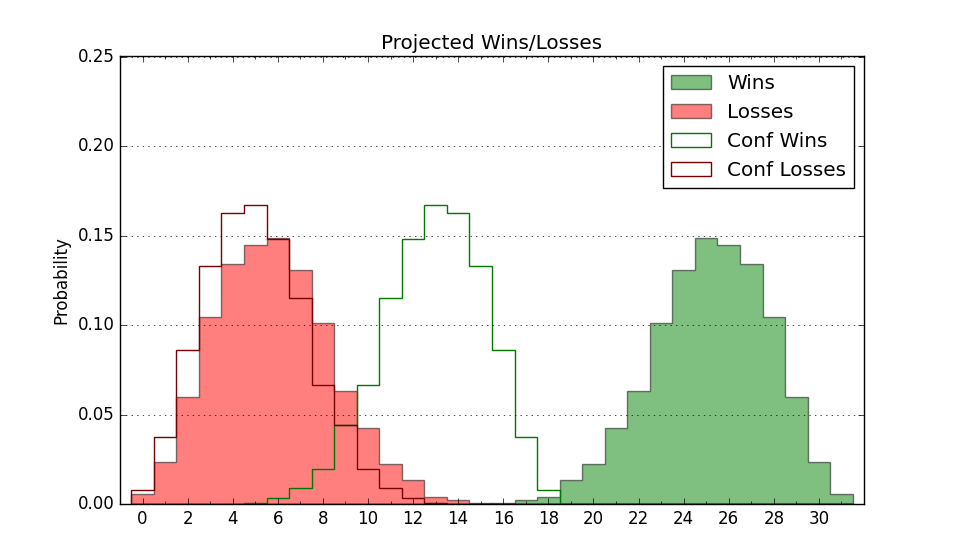 Projected Wins/Losses
0.25
0.20
0.15
0.10
0.05
0.00
Probability
Wins
Losses
Conf Wins
Conf Losses
0 2 4 6 8 10 12 14 16 18 20 22 24 26 28 30